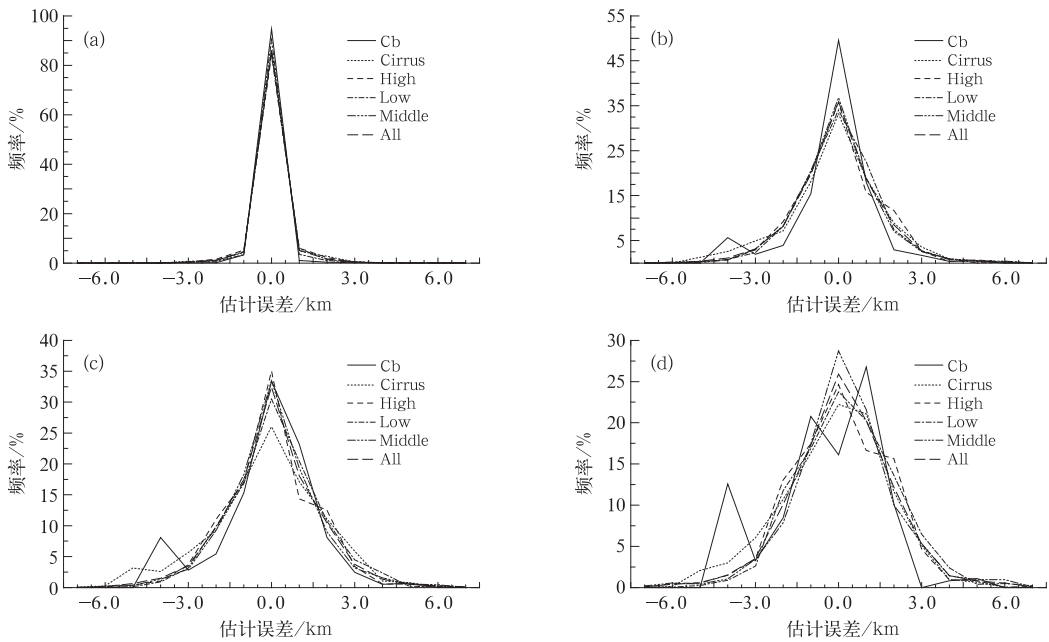 (a)
频率/%
100
80
60
40
20
0
Cb
Cirrus
High
Low
Middle
All
−6.0 −3.0 0.0 3.0 6.0
估计误差/km
(b)
频率/%
55
45
35
25
15
5
Cb
Cirrus
High
Low
Middle
All
−6.0 −3.0 0.0 3.0 6.0
估计误差/km
(c)
频率/%
40
35
30
25
20
15
10
5
0
Cb
Cirrus
High
Low
Middle
All
−6.0 −3.0 0.0 3.0 6.0
估计误差/km
(d)
频率/%
30
25
20
15
10
5
0
Cb
Cirrus
High
Low
Middle
All
−6.0 −3.0 0.0 3.0 6.0
估计误差/km